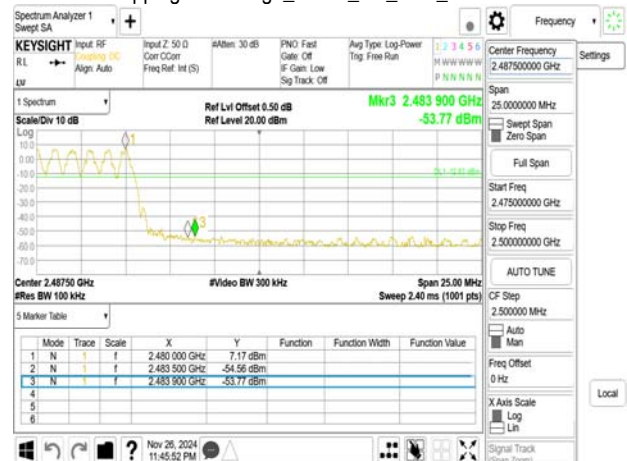 Spectrum Analyzer 1
Swept SA
Frequency
KEYSIGHT
Input: RF
Coupling: DC
Align: Auto
Input Z: 50 Ω
Corr CCorr
Freq Ref: Int (S)
#Atten: 30 dB
PNO: Fast
Gate: Off
IF Gain: Low
Sig Track: Off
Avg Type: Log-Power
Trig: Free Run
1 2 3 4 5 6
M W W W W W
P N N N N N
RL
1 Spectrum
Scale/Div 10 dB
Ref Lvl Offset 0.50 dB
Ref Level 20.00 dBm
Mkr3 2.483 900 GHz
-53.77 dBm
Log
10.0
0.00
-10.0
-20.0
-30.0
-40.0
-50.0
-60.0
-70.0
1
3
Center 2.48750 GHz
#Res BW 100 kHz
#Video BW 300 kHz
Span 25.00 MHz
Sweep 2.40 ms (1001 pts)
5 Marker Table
Mode Trace Scale X Y Function Function Width Function Value
1 N 1 f 2.480 000 GHz 7.17 dBm
2 N 1 f 2.483 500 GHz -54.56 dBm
3 N 1 f 2.483 900 GHz -53.77 dBm
4
5
6
Nov 26, 2024
11:45:52 PM
Center Frequency
2.487500000 GHz
Settings
Span
25.0000000 MHz
Swept Span
Zero Span
Full Span
Start Freq
2.475000000 GHz
Stop Freq
2.500000000 GHz
AUTO TUNE
CF Step
2.500000 MHz
Auto
Man
Freq Offset
0 Hz
Local
X Axis Scale
Log
Lin
Signal Track
(Span Zoom)